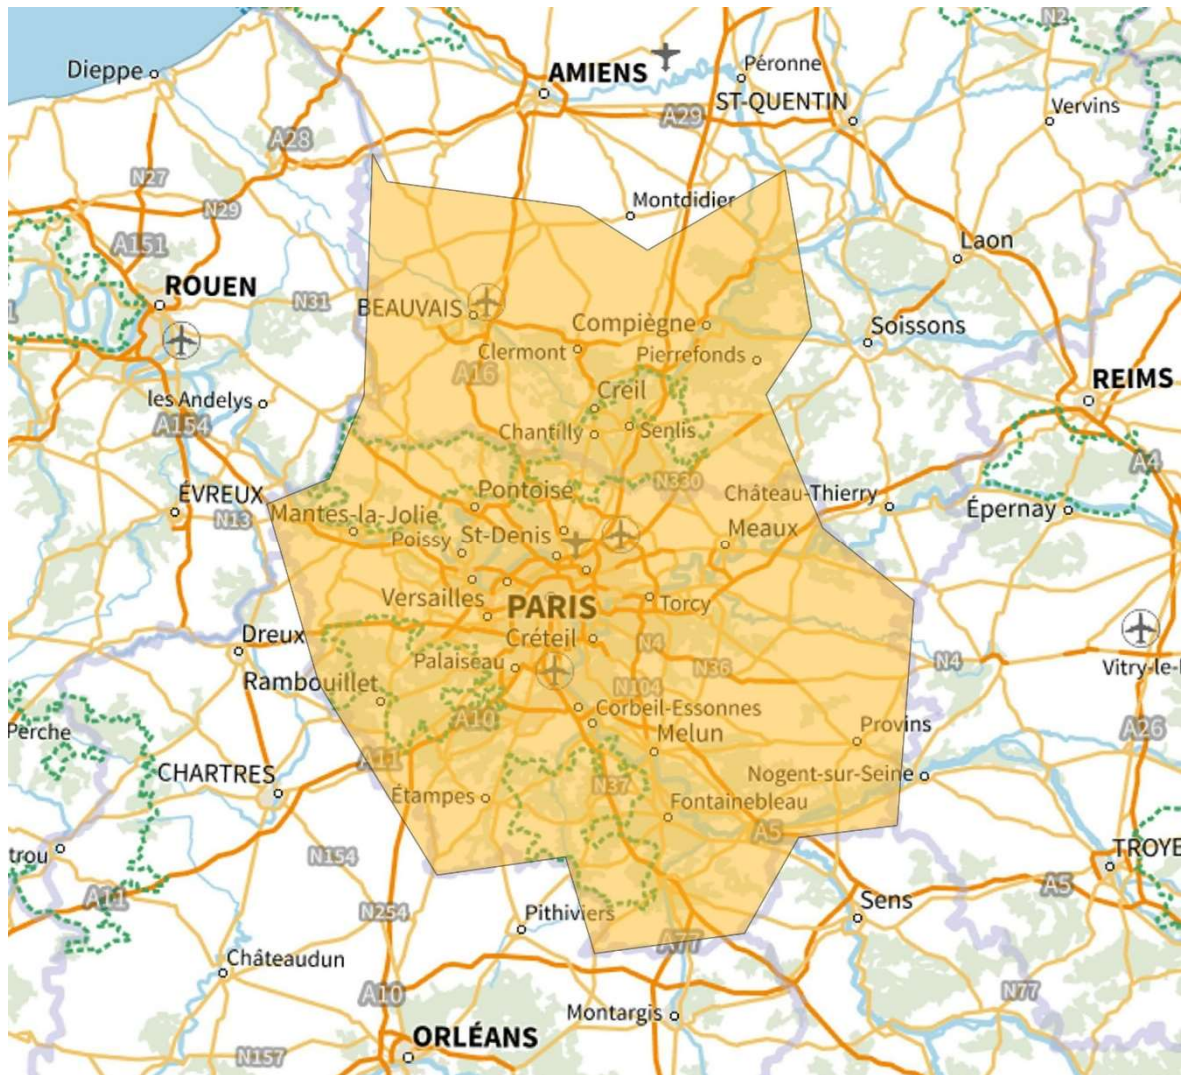 N2
Dieppe
AMIENS
Péronne
ST-QUENTIN
Vervins
A29
A28
N27
N29
Montdidier
A151
Laon
ROUEN
N31
BEAUVAIS
Compiègne
Soissons
Clermont
Pierrefonds
A16
REIMS
les Andelys
Creil
A154
Chantilly
Senlis
A4
N330
Pontoise
Château-Thierry
ÉVREUX
N13
Mantes-la-Jolie
Épernay
Poissy
St-Denis
Meaux
Versailles
PARIS
Torcy
Dreux
Créteil
N4
N4
Palaiseau
N36
Vitry-le-
Rambouillet
N104
Corbeil-Essonnes
A10
Provins
A26
Perche
Melun
A11
CHARTRES
Nogent-sur-Seine
N37
Étampes
Fontainebleau
A5
trou
N154
TROYE
A11
A5
N254
Pithiviers
Sens
A77
Châteaudun
A10
N77
Montargis
ORLÉANS
N157